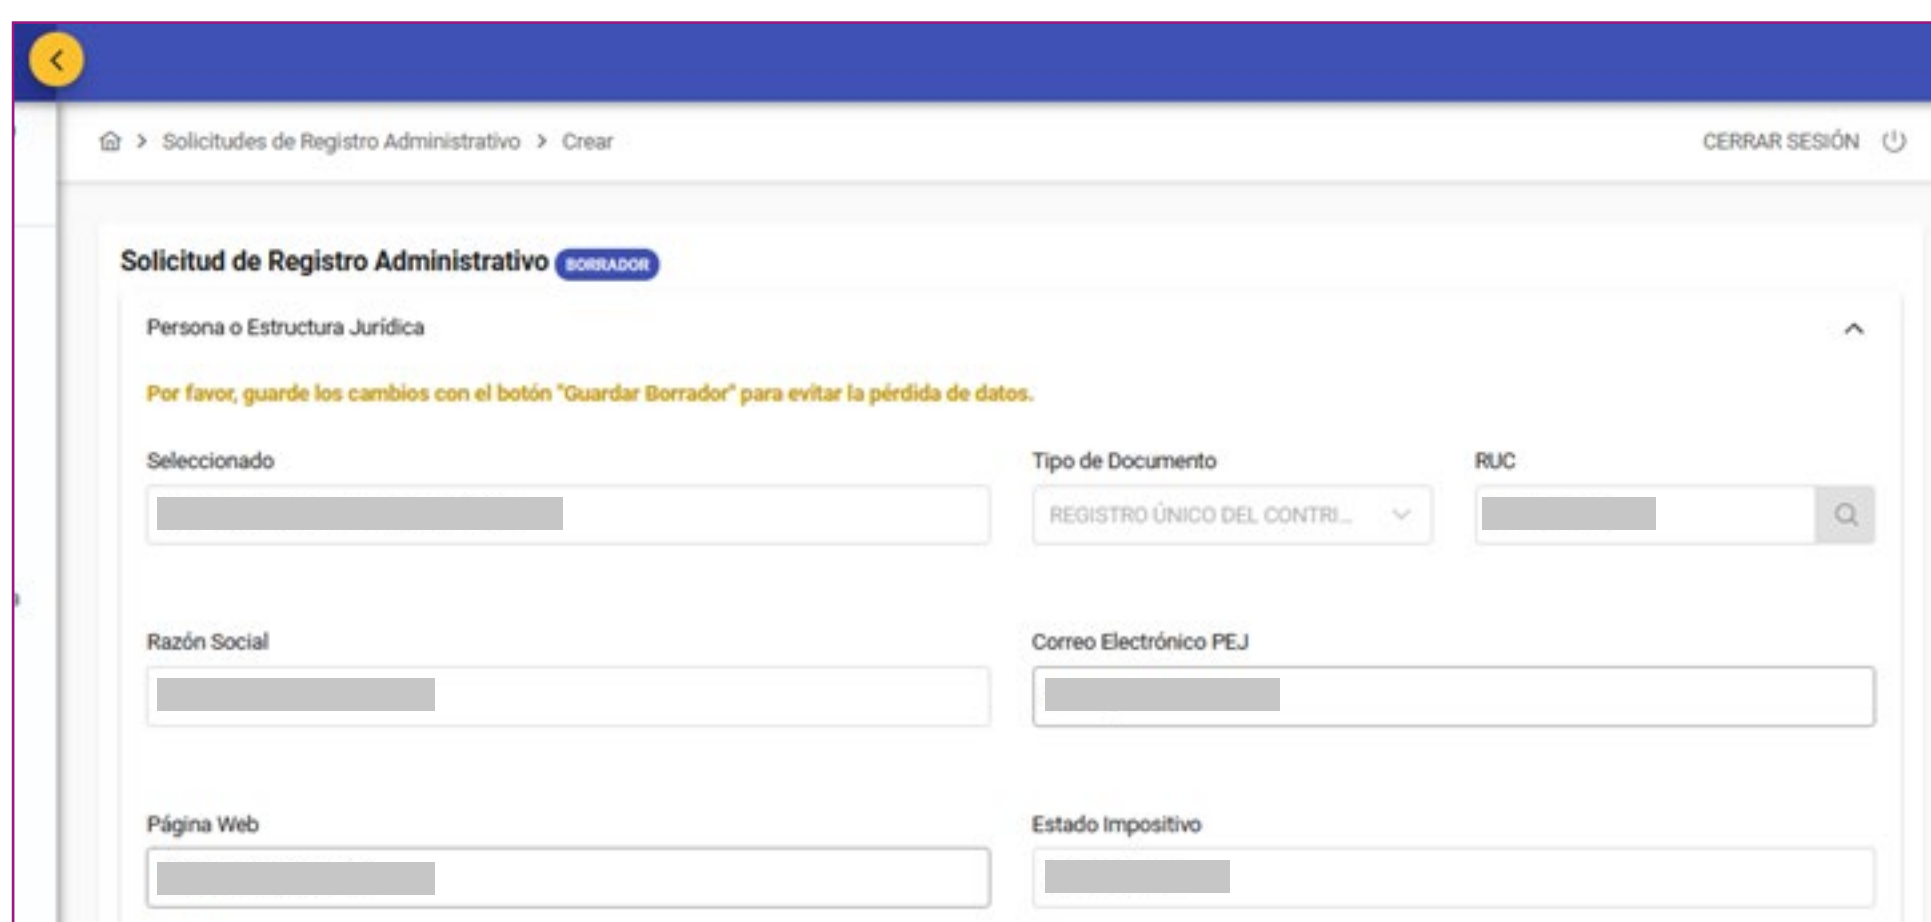 Solicitudes de Registro Administrativo > Crear
CERRAR SESIÓN
Solicitud de Registro Administrativo BORRADOR
Persona o Estructura Jurídica
Por favor, guarde los cambios con el botón "Guardar Borrador" para evitar la pérdida de datos.
Seleccionado
Tipo de Documento
RUC
REGISTRO ÚNICO DEL CONTRI...
Razón Social
Correo Electrónico PEJ
Página Web
Estado Impositivo